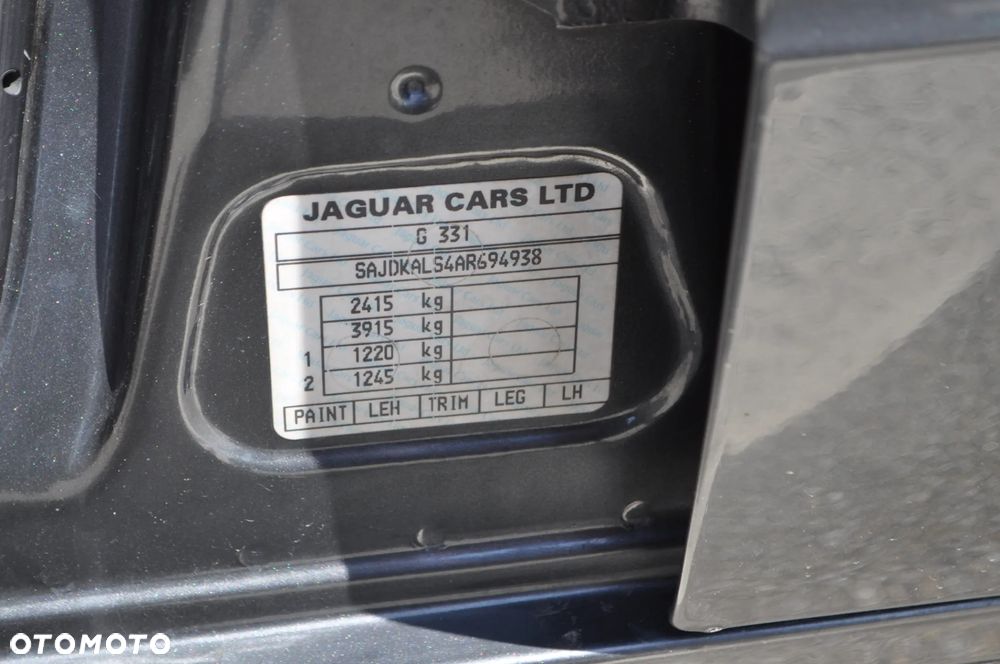 JAGUAR CARS LTD
G 331
SAJDKALS4AR694938
2415 kg
3915 kg
1 1220 kg
2 1245 kg
PAINT LEH TRIM LEG LH
OTOMOTO